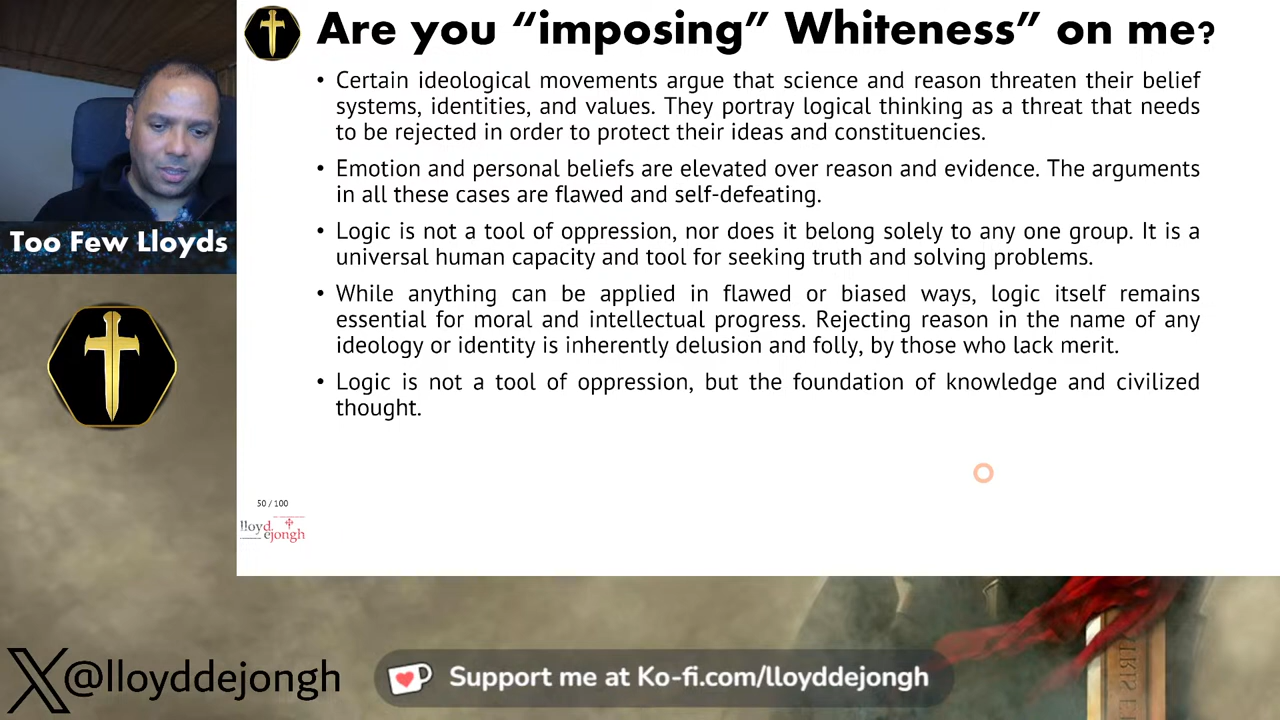 Are you “imposing” Whiteness” on me?
• Certain ideological movements argue that science and reason threaten their belief
systems, identities, and values. They portray logical thinking as a threat that needs
to be rejected in order to protect their ideas and constituencies.
• Emotion and personal beliefs are elevated over reason and evidence. The arguments
in all these cases are flawed and self-defeating.
• Logic is not a tool of oppression, nor does it belong solely to any one group. It is a
universal human capacity and tool for seeking truth and solving problems.
• While anything can be applied in flawed or biased ways, logic itself remains
essential for moral and intellectual progress. Rejecting reason in the name of any
ideology or identity is inherently delusion and folly, by those who lack merit.
• Logic is not a tool of oppression, but the foundation of knowledge and civilized
thought.
Too Few Lloyds
50 / 100
lloyd
ejongh
X@lloyddejongh
Support me at Ko-fi.com/lloyddejongh